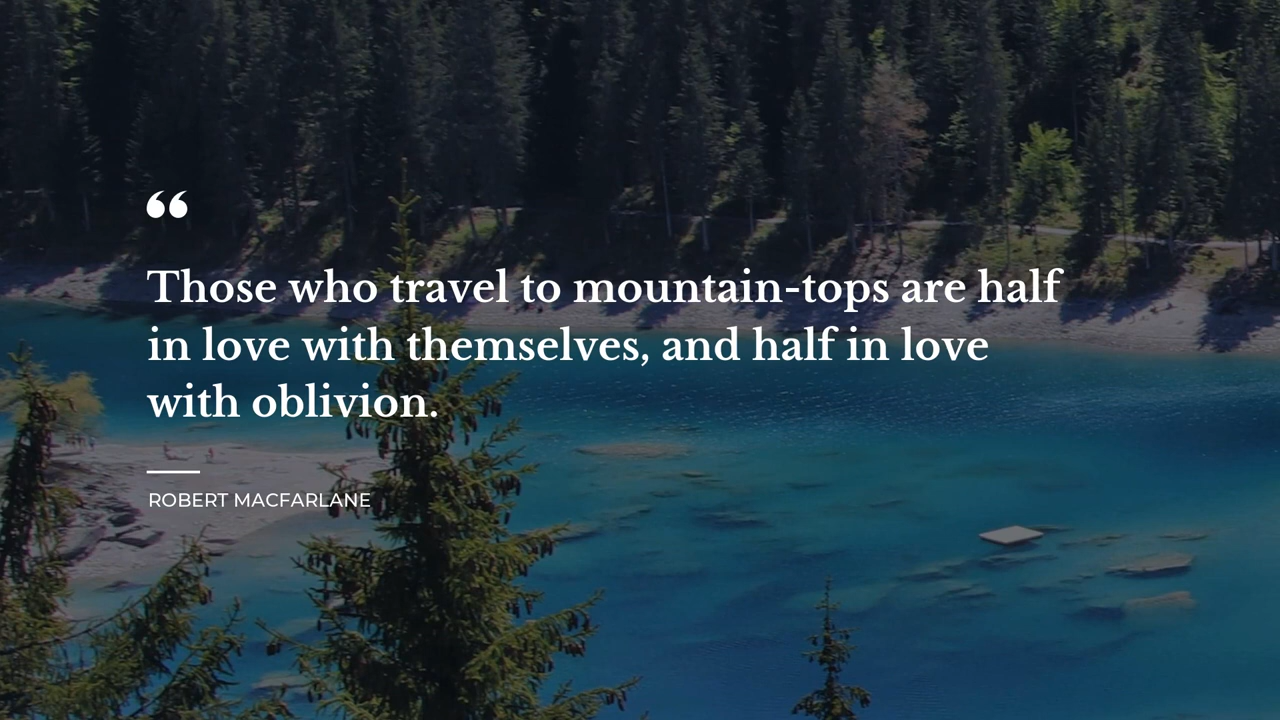 “
Those who travel to mountain-tops are half
in love with themselves, and half in love
with oblivion.
ROBERT MACFARLANE